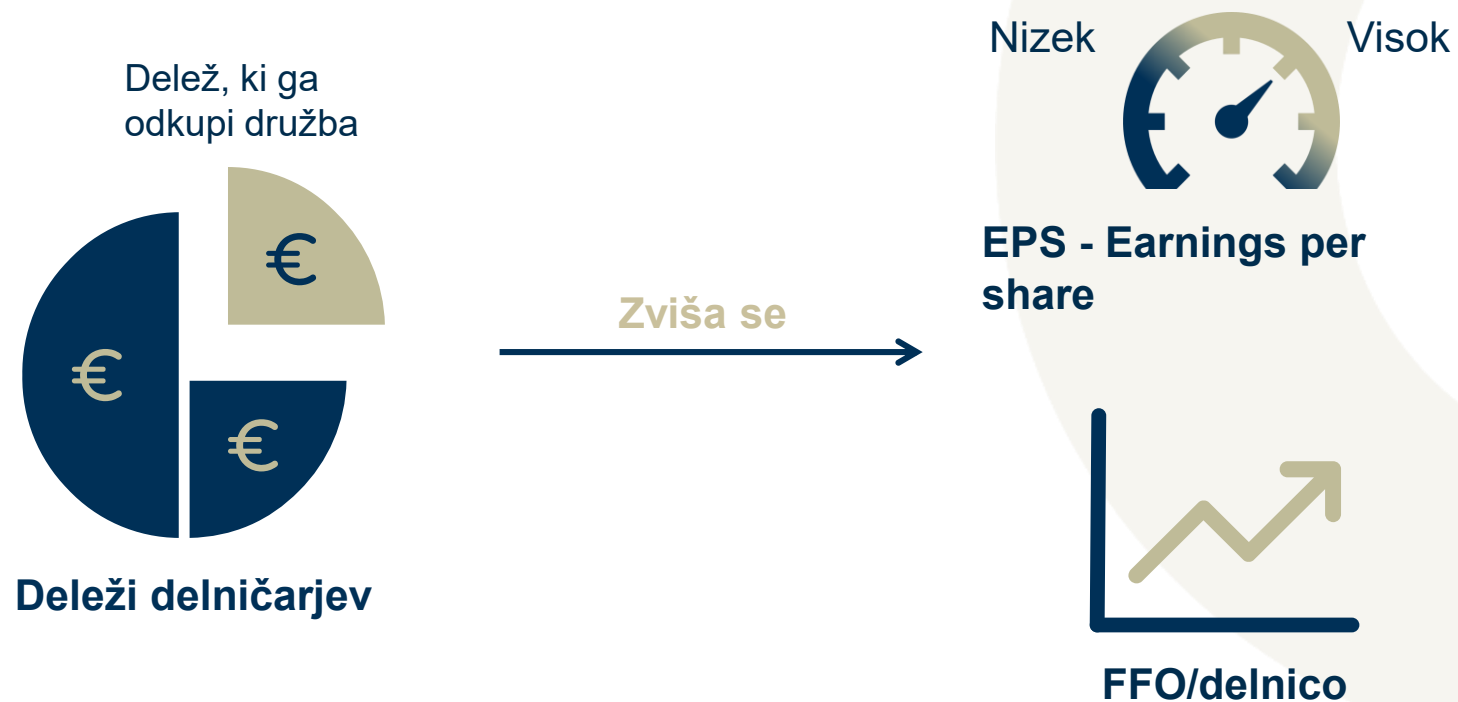 Delež, ki ga
odkupi družba
€
€
€
Deleži delničarjev
Zviša se
Nizek
Visok
EPS - Earnings per
share
FFO/delnico